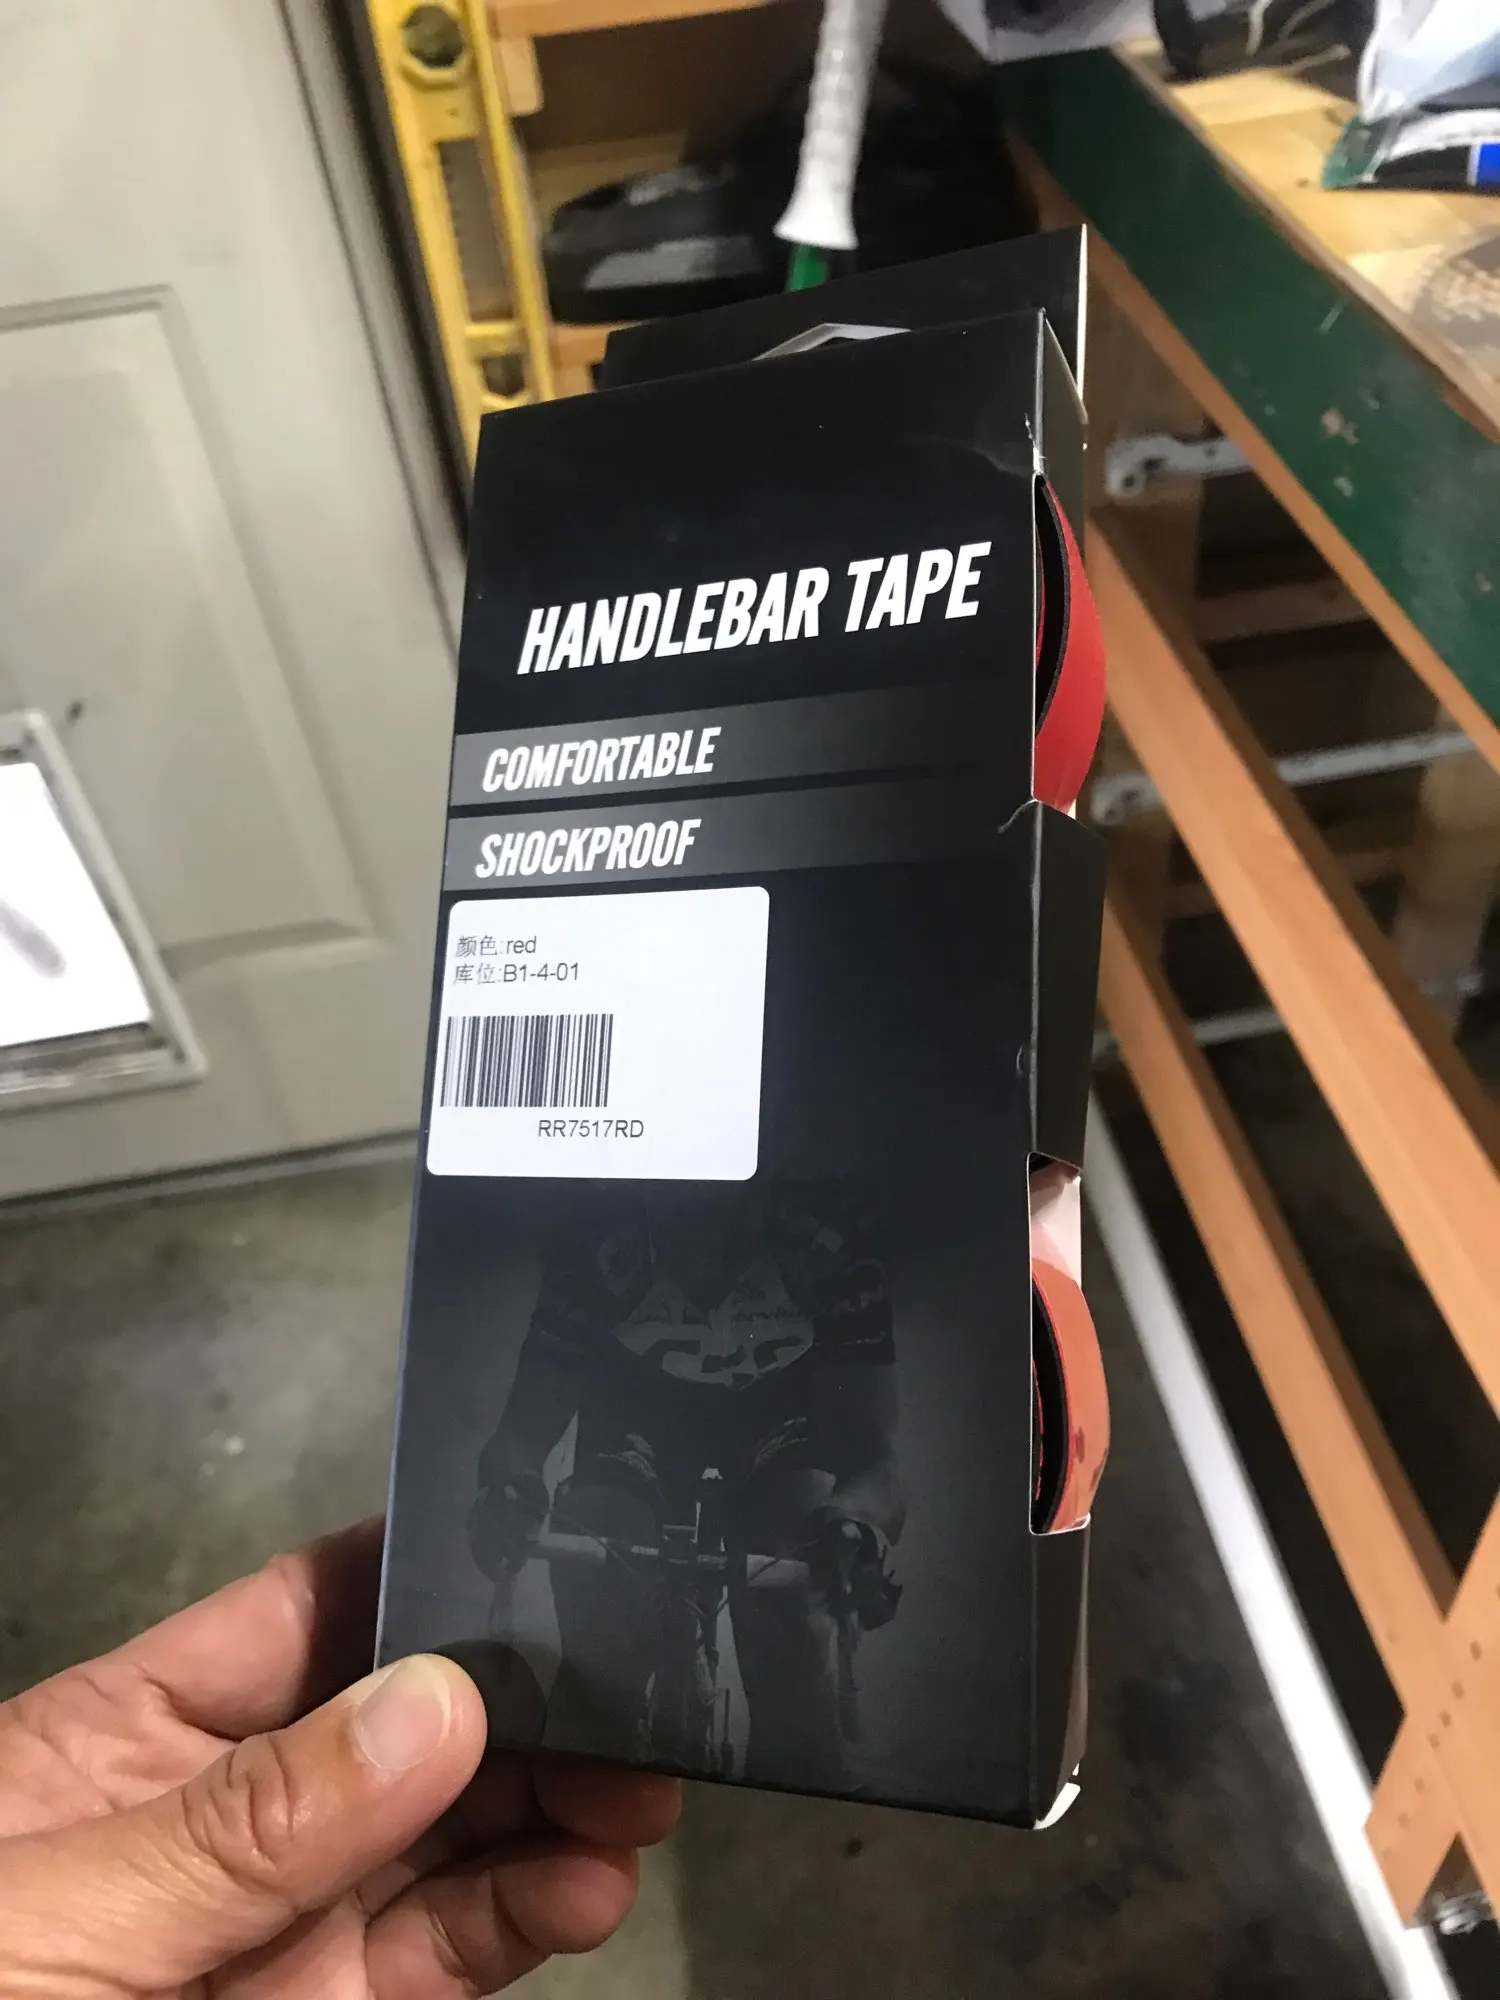 HANDLEBAR TAPE
COMFORTABLE
SHOCKPROOF
颜色:red
库位:B1-4-01
RR7517RD